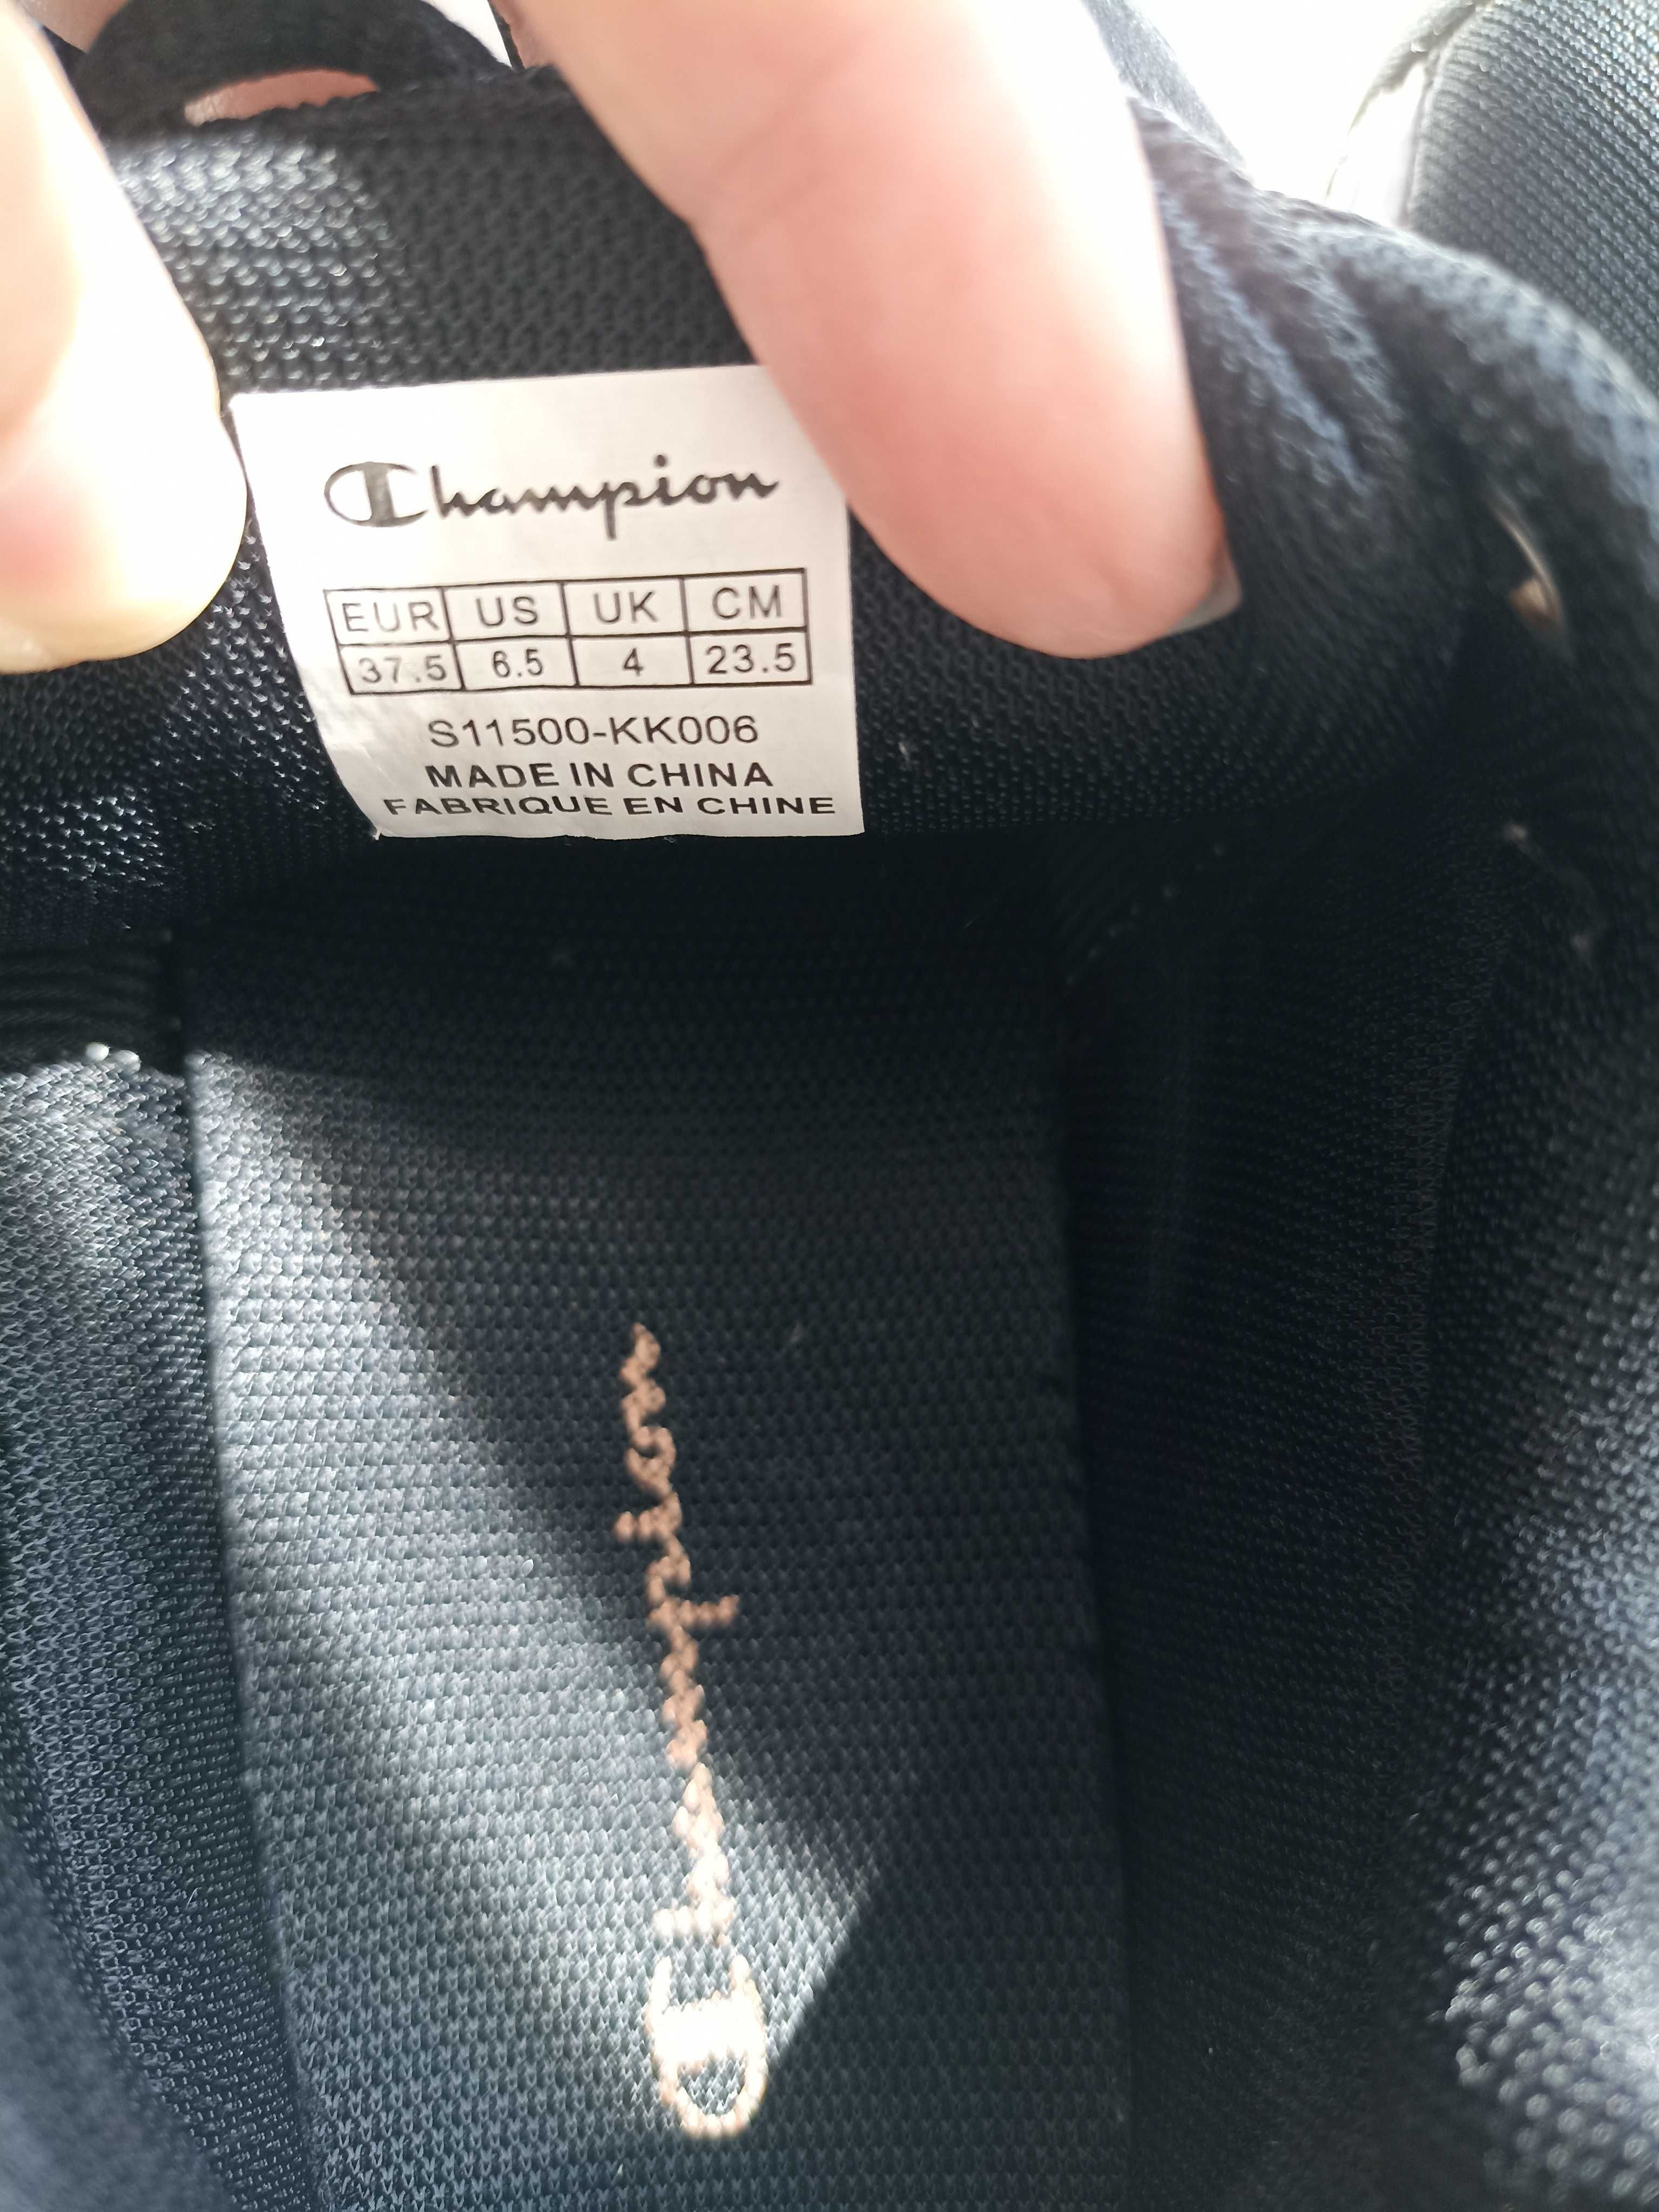 Champion
EUR US UK CM
37.5 6.5 4 23.5
S11500-KK006
MADE IN CHINA
FABRIQUE EN CHINE
Champion